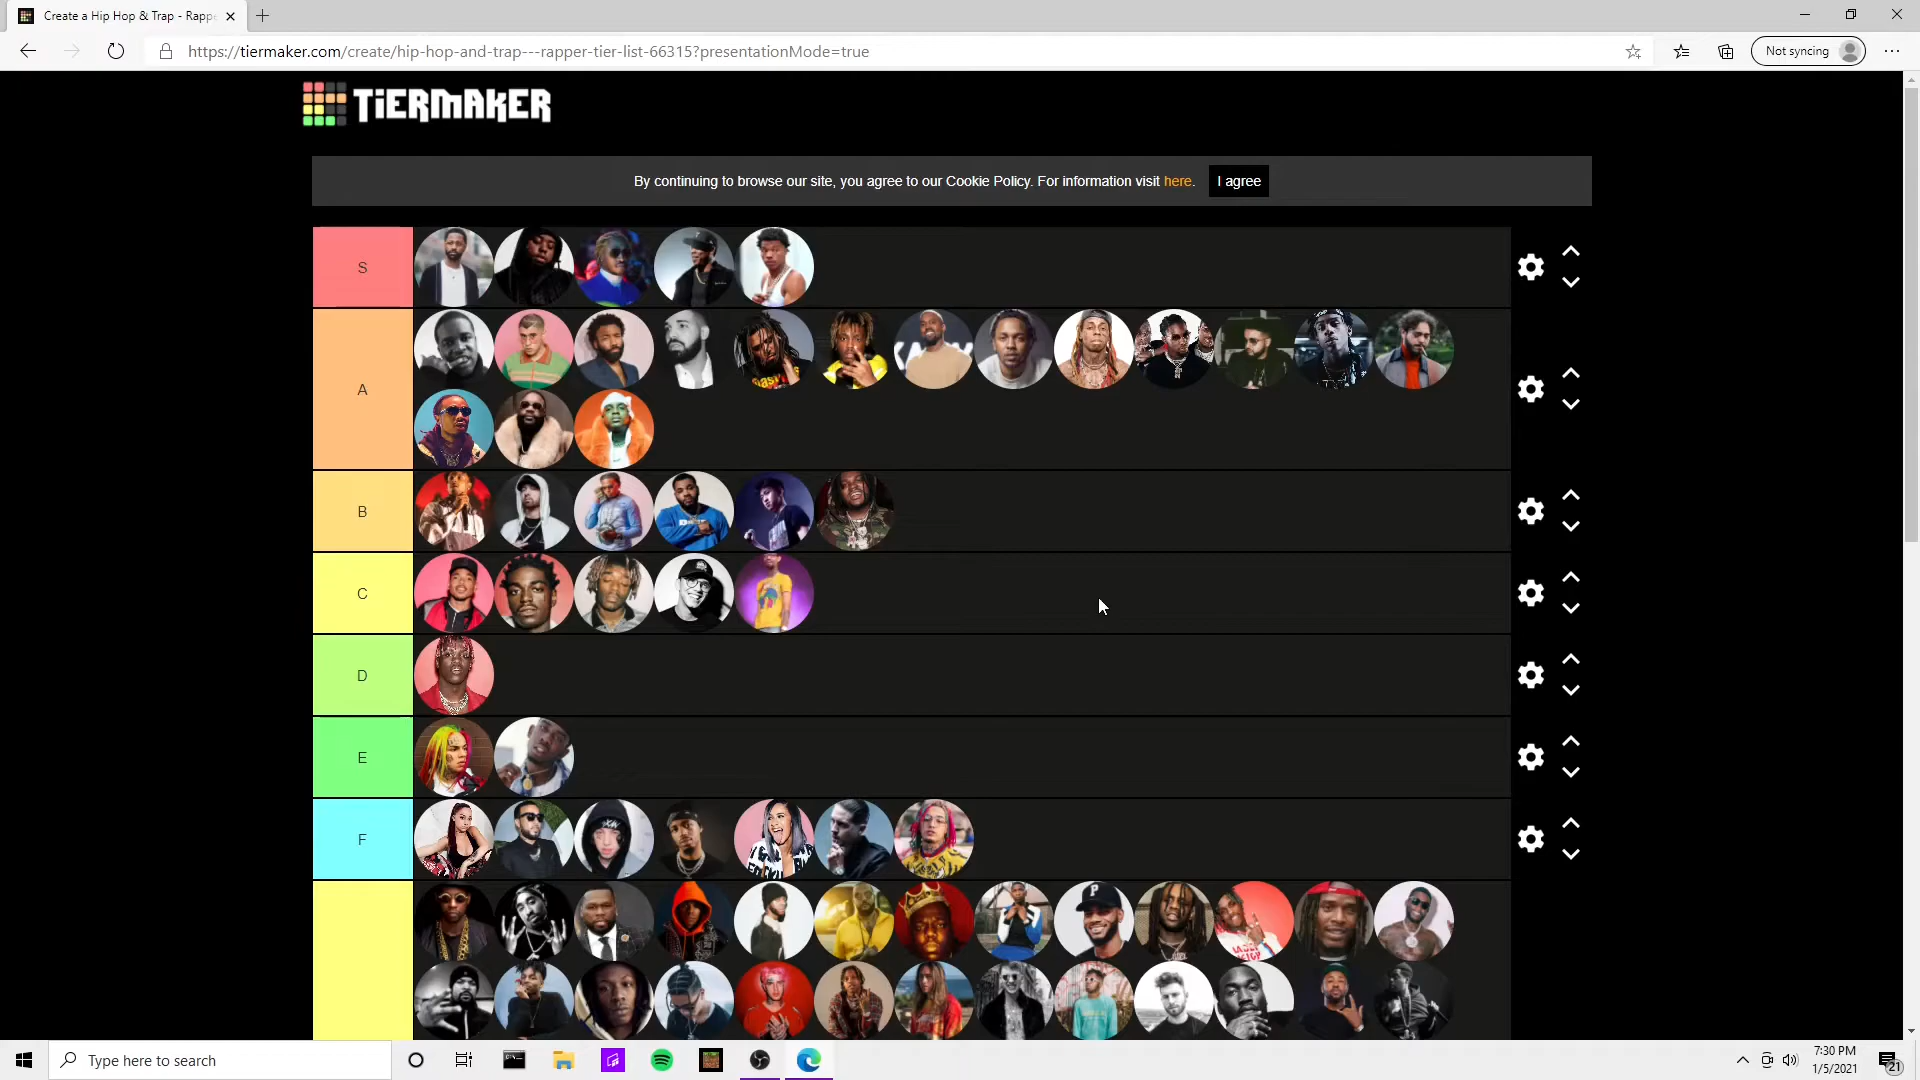 Create a Hip Hop & Trap - Rapp
https://tiermaker.com/create/hip-hop-and-trap---rapper-tier-list-66315?presentationMode=true
Not syncing
TiERMAKER
By continuing to browse our site, you agree to our Cookie Policy. For information visit here. I agree
S
A
B
C
D
E
F
Type here to search
7:30 PM
1/5/2021
21